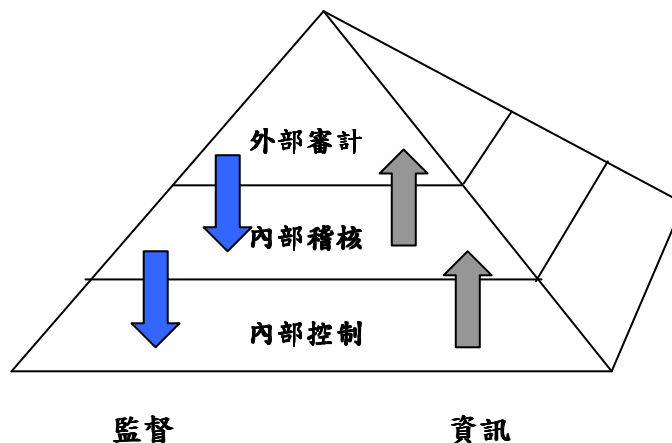 外部審計
內部稽核
內部控制
監督
資訊